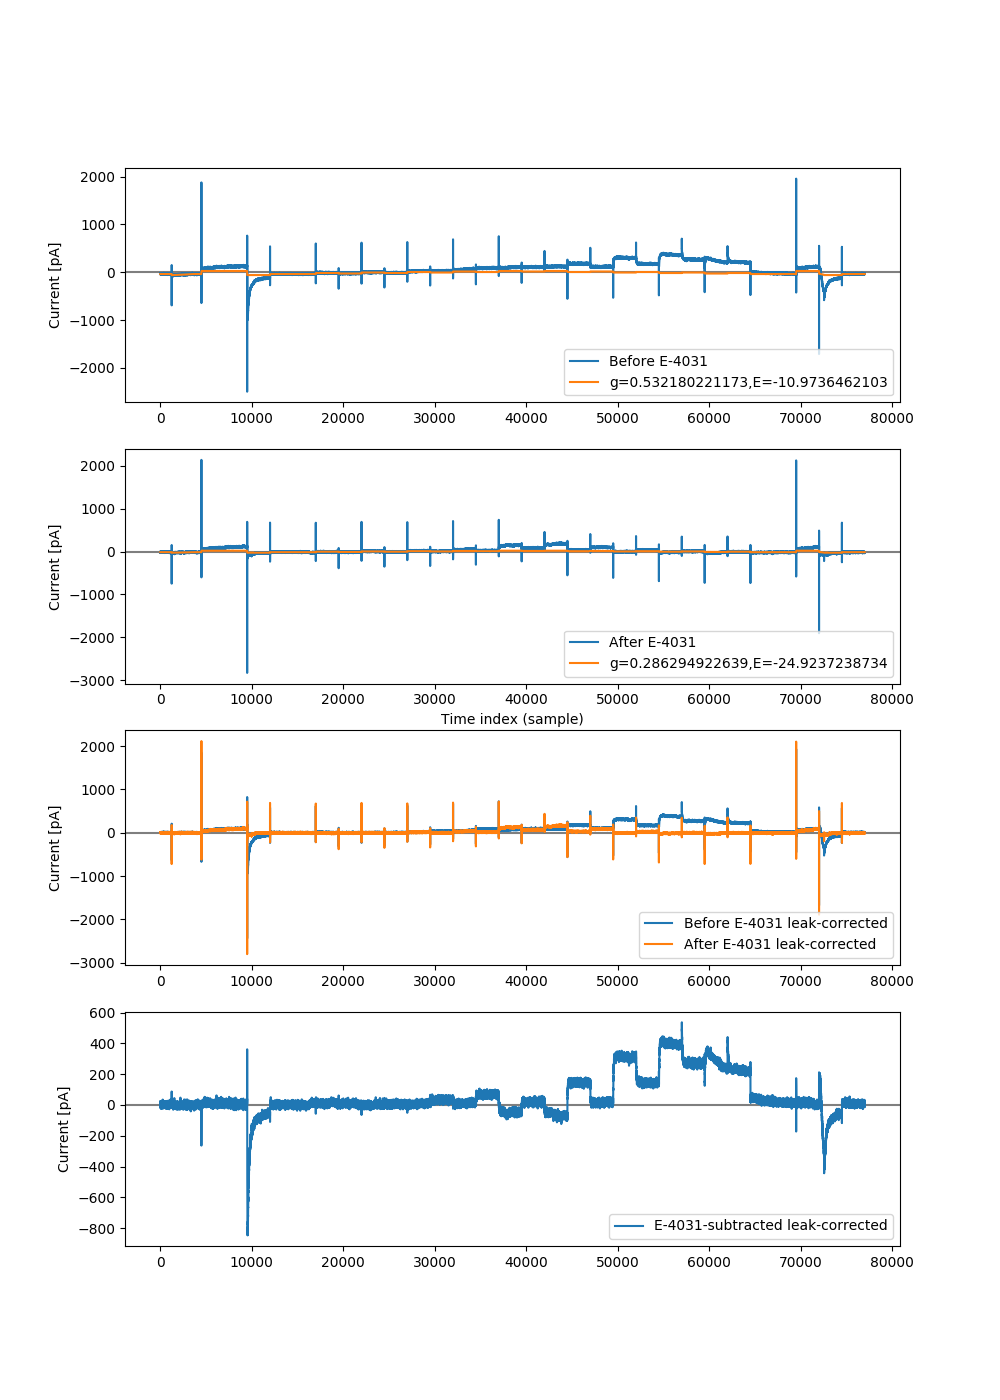 2000
1000
0
−1000
−2000
Current [pA]
Before E-4031
g=0.532180221173,E=-10.9736462103
0 10000 20000 30000 40000 50000 60000 70000 80000
2000
1000
0
−1000
−2000
−3000
Current [pA]
After E-4031
g=0.286294922639,E=-24.9237238734
0 10000 20000 30000 40000 50000 60000 70000 80000
Time index (sample)
2000
1000
0
−1000
−2000
−3000
Current [pA]
Before E-4031 leak-corrected
After E-4031 leak-corrected
0 10000 20000 30000 40000 50000 60000 70000 80000
600
400
200
0
−200
−400
−600
−800
Current [pA]
E-4031-subtracted leak-corrected
0 10000 20000 30000 40000 50000 60000 70000 80000